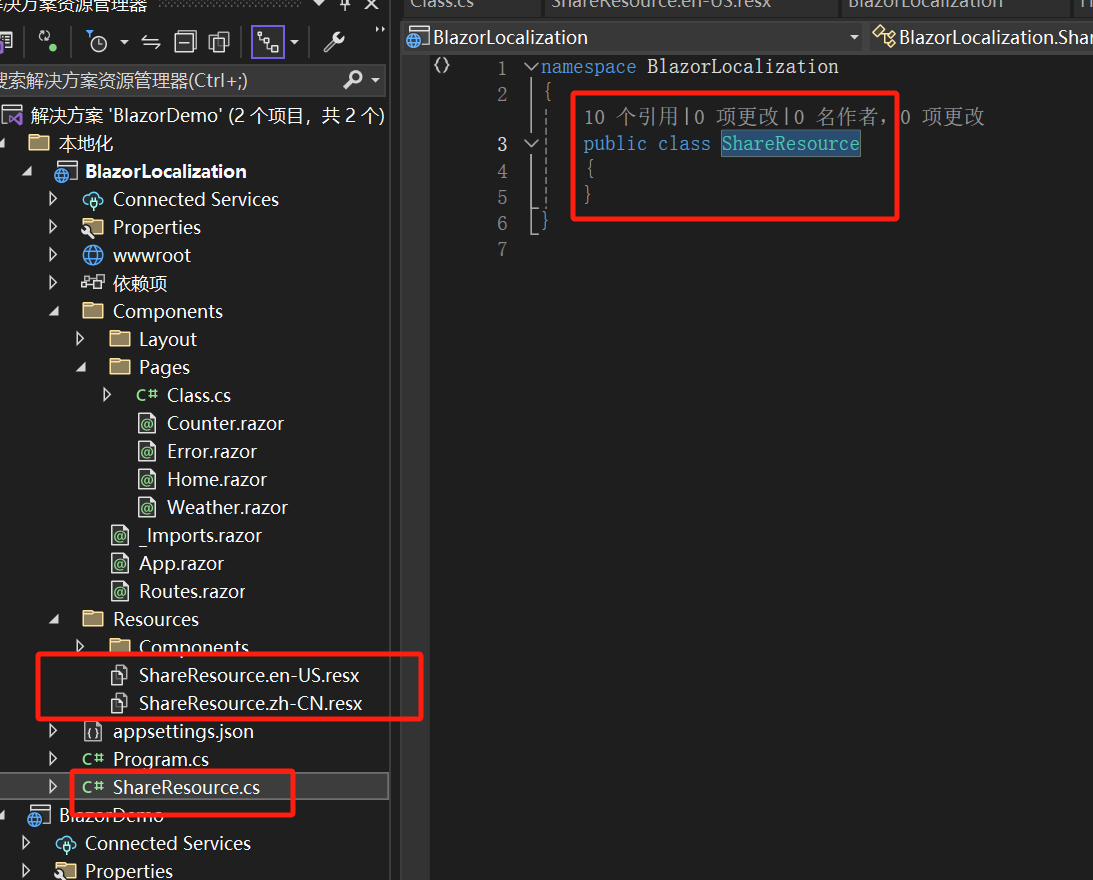 解决方案资源管理器
Class.cs
ShareResource.en-US.resx
BlazorLocalization
搜索解决方案资源管理器(Ctrl+;)
解决方案 'BlazorDemo' (2 个项目，共 2 个)
本地化
BlazorLocalization
Connected Services
Properties
wwwroot
依赖项
Components
Layout
Pages
C# Class.cs
Counter.razor
Error.razor
Home.razor
Weather.razor
_Imports.razor
App.razor
Routes.razor
Resources
Components
ShareResource.en-US.resx
ShareResource.zh-CN.resx
appsettings.json
C# Program.cs
C# ShareResource.cs
BlazorDemo
Connected Services
Properties
BlazorLocalization
BlazorLocalization.Shar
1 namespace BlazorLocalization
2 {
10 个引用|0 项更改|0 名作者，0 项更改
3 public class ShareResource
4 {
5 }
6 }
7